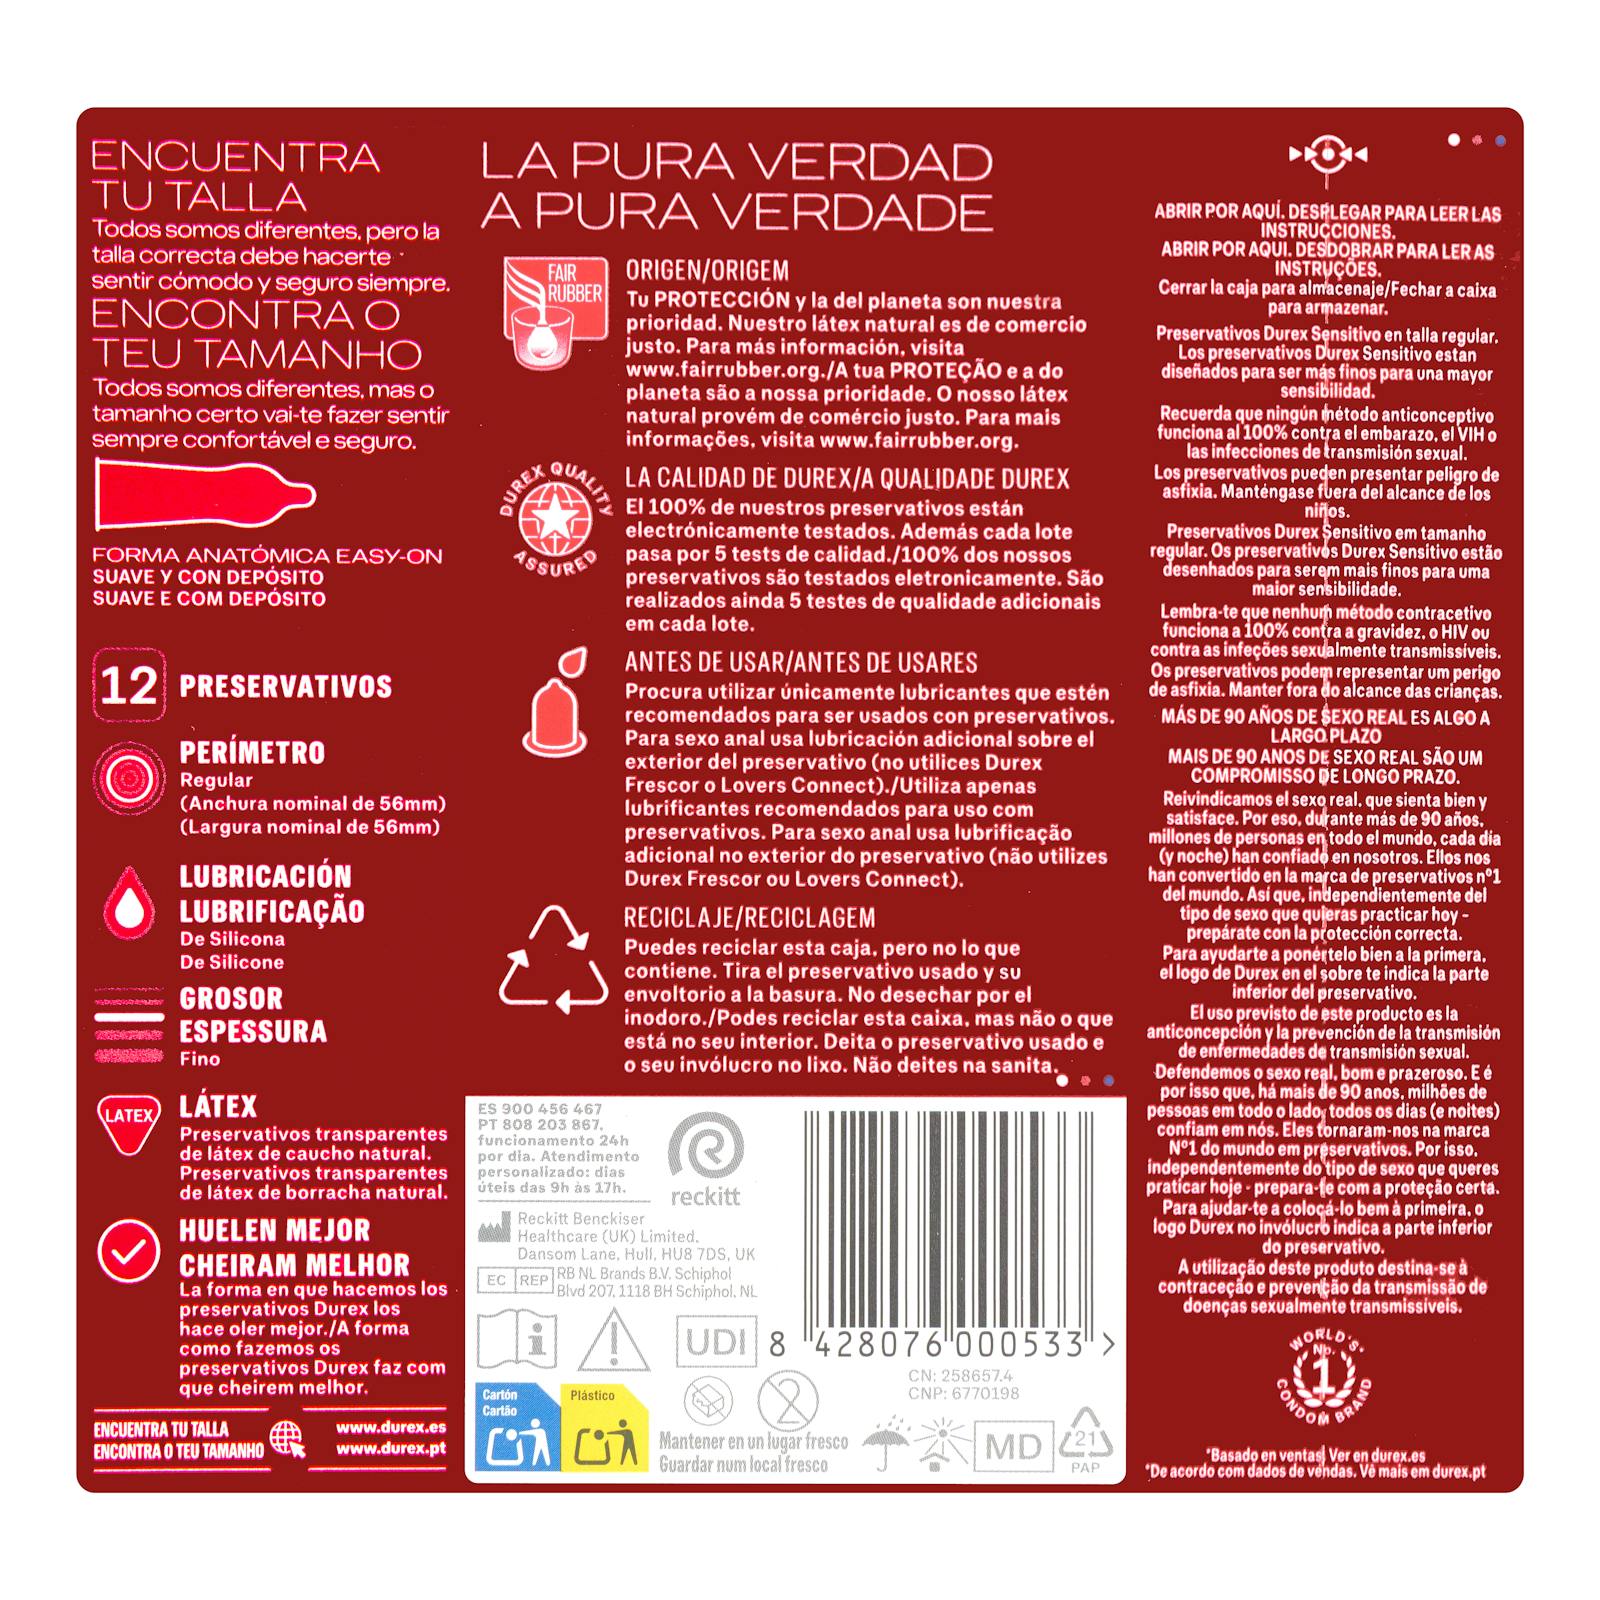 ENCUENTRA
TU TALLA
Todos somos diferentes, pero la
talla correcta debe hacerte
sentir cómodo y seguro siempre.
ENCONTRA O
TEU TAMANHO
Todos somos diferentes, mas o
tamanho certo vai-te fazer sentir
sempre confortável e seguro.
FORMA ANATÓMICA EASY-ON
SUAVE Y CON DEPÓSITO
SUAVE E COM DEPÓSITO
12 PRESERVATIVOS
PERÍMETRO
Regular
(Anchura nominal de 56mm)
(Largura nominal de 56mm)
LUBRICACIÓN
LUBRIFICAÇÃO
De Silicona
De Silicone
GROSOR
ESPESSURA
Fino
LATEX
LÁTEX
Preservativos transparentes
de látex de caucho natural.
Preservativos transparentes
de látex de borracha natural.
HUELEN MEJOR
CHEIRAM MELHOR
La forma en que hacemos los
preservativos Durex los
hace oler mejor./A forma
como fazemos os
preservativos Durex faz com
que cheirem melhor.
ENCUENTRA TU TALLA www.durex.es
ENCONTRA O TEU TAMANHO www.durex.pt
LA PURA VERDAD
A PURA VERDADE
FAIR
RUBBER
ORIGEN/ORIGEM
Tu PROTECCIÓN y la del planeta son nuestra
prioridad. Nuestro látex natural es de comercio
justo. Para más información, visita
www.fairrubber.org./A tua PROTEÇÃO e a do
planeta são a nossa prioridade. O nosso látex
natural provém de comércio justo. Para mais
informações, visita www.fairrubber.org.
DUREX QUALITY
ASSURED
LA CALIDAD DE DUREX/A QUALIDADE DUREX
El 100% de nuestros preservativos están
electrónicamente testados. Además cada lote
pasa por 5 tests de calidad./100% dos nossos
preservativos são testados eletronicamente. São
realizados ainda 5 testes de qualidade adicionais
em cada lote.
ANTES DE USAR/ANTES DE USARES
Procura utilizar únicamente lubricantes que estén
recomendados para ser usados con preservativos.
Para sexo anal usa lubricación adicional sobre el
exterior del preservativo (no utilices Durex
Frescor o Lovers Connect)./Utiliza apenas
lubrificantes recomendados para uso com
preservativos. Para sexo anal usa lubrificação
adicional no exterior do preservativo (não utilizes
Durex Frescor ou Lovers Connect).
RECICLAJE/RECICLAGEM
Puedes reciclar esta caja, pero no lo que
contiene. Tira el preservativo usado y su
envoltorio a la basura. No desechar por el
inodoro./Podes reciclar esta caixa, mas não o que
está no seu interior. Deita o preservativo usado e
o seu invólucro no lixo. Não deites na sanita.
ES 900 456 467
PT 808 203 867,
funcionamento 24h
por dia. Atendimento
personalizado: dias
úteis das 9h às 17h.
reckitt
Reckitt Benckiser
Healthcare (UK) Limited,
Dansom Lane, Hull, HU8 7DS, UK
EC REP RB NL Brands B.V. Schiphol
Blvd 207, 1118 BH Schiphol, NL
UDI
8 428076 000533 >
CN: 258657.4
CNP: 6770198
Cartón
Cartão
Plástico
2
Mantener en un lugar fresco
Guardar num local fresco
MD
21
PAP
ABRIR POR AQUÍ. DESPLEGAR PARA LEER LAS
INSTRUCCIONES.
ABRIR POR AQUI. DESDOBRAR PARA LER AS
INSTRUÇÕES.
Cerrar la caja para almacenaje/Fechar a caixa
para armazenar.
Preservativos Durex Sensitivo en talla regular.
Los preservativos Durex Sensitivo estan
diseñados para ser más finos para una mayor
sensibilidad.
Recuerda que ningún método anticonceptivo
funciona al 100% contra el embarazo, el VIH o
las infecciones de transmisión sexual.
Los preservativos pueden presentar peligro de
asfixia. Manténgase fuera del alcance de los
niños.
Preservativos Durex Sensitivo em tamanho
regular. Os preservativos Durex Sensitivo estão
desenhados para serem mais finos para uma
maior sensibilidade.
Lembra-te que nenhum método contracetivo
funciona a 100% contra a gravidez, o HIV ou
contra as infeções sexualmente transmissíveis.
Os preservativos podem representar um perigo
de asfixia. Manter fora do alcance das crianças.
MÁS DE 90 AÑOS DE SEXO REAL ES ALGO A
LARGO PLAZO
MAIS DE 90 ANOS DE SEXO REAL SÃO UM
COMPROMISSO DE LONGO PRAZO.
Reivindicamos el sexo real, que sienta bien y
satisface. Por eso, durante más de 90 años,
millones de personas en todo el mundo, cada día
(y noche) han confiado en nosotros. Ellos nos
han convertido en la marca de preservativos nº1
del mundo. Así que, independientemente del
tipo de sexo que quieras practicar hoy -
prepárate con la protección correcta.
Para ayudarte a ponértelo bien a la primera,
el logo de Durex en el sobre te indica la parte
inferior del preservativo.
El uso previsto de este producto es la
anticoncepción y la prevención de la transmisión
de enfermedades de transmisión sexual.
Defendemos o sexo real, bom e prazeroso. E é
por isso que, há mais de 90 anos, milhões de
pessoas em todo o lado, todos os dias (e noites)
confiam em nós. Eles tornaram-nos na marca
Nº1 do mundo em preservativos. Por isso,
independentemente do tipo de sexo que queres
praticar hoje - prepara-te com a proteção certa.
Para ajudar-te a colocá-lo bem à primeira, o
logo Durex no invólucro indica a parte inferior
do preservativo.
A utilização deste produto destina-se à
contraceção e prevenção da transmissão de
doenças sexualmente transmissíveis.
WORLD'S*
No.
1
CONDOM BRAND
*Basado en ventas. Ver en durex.es
*De acordo com dados de vendas. Vê mais em durex.pt